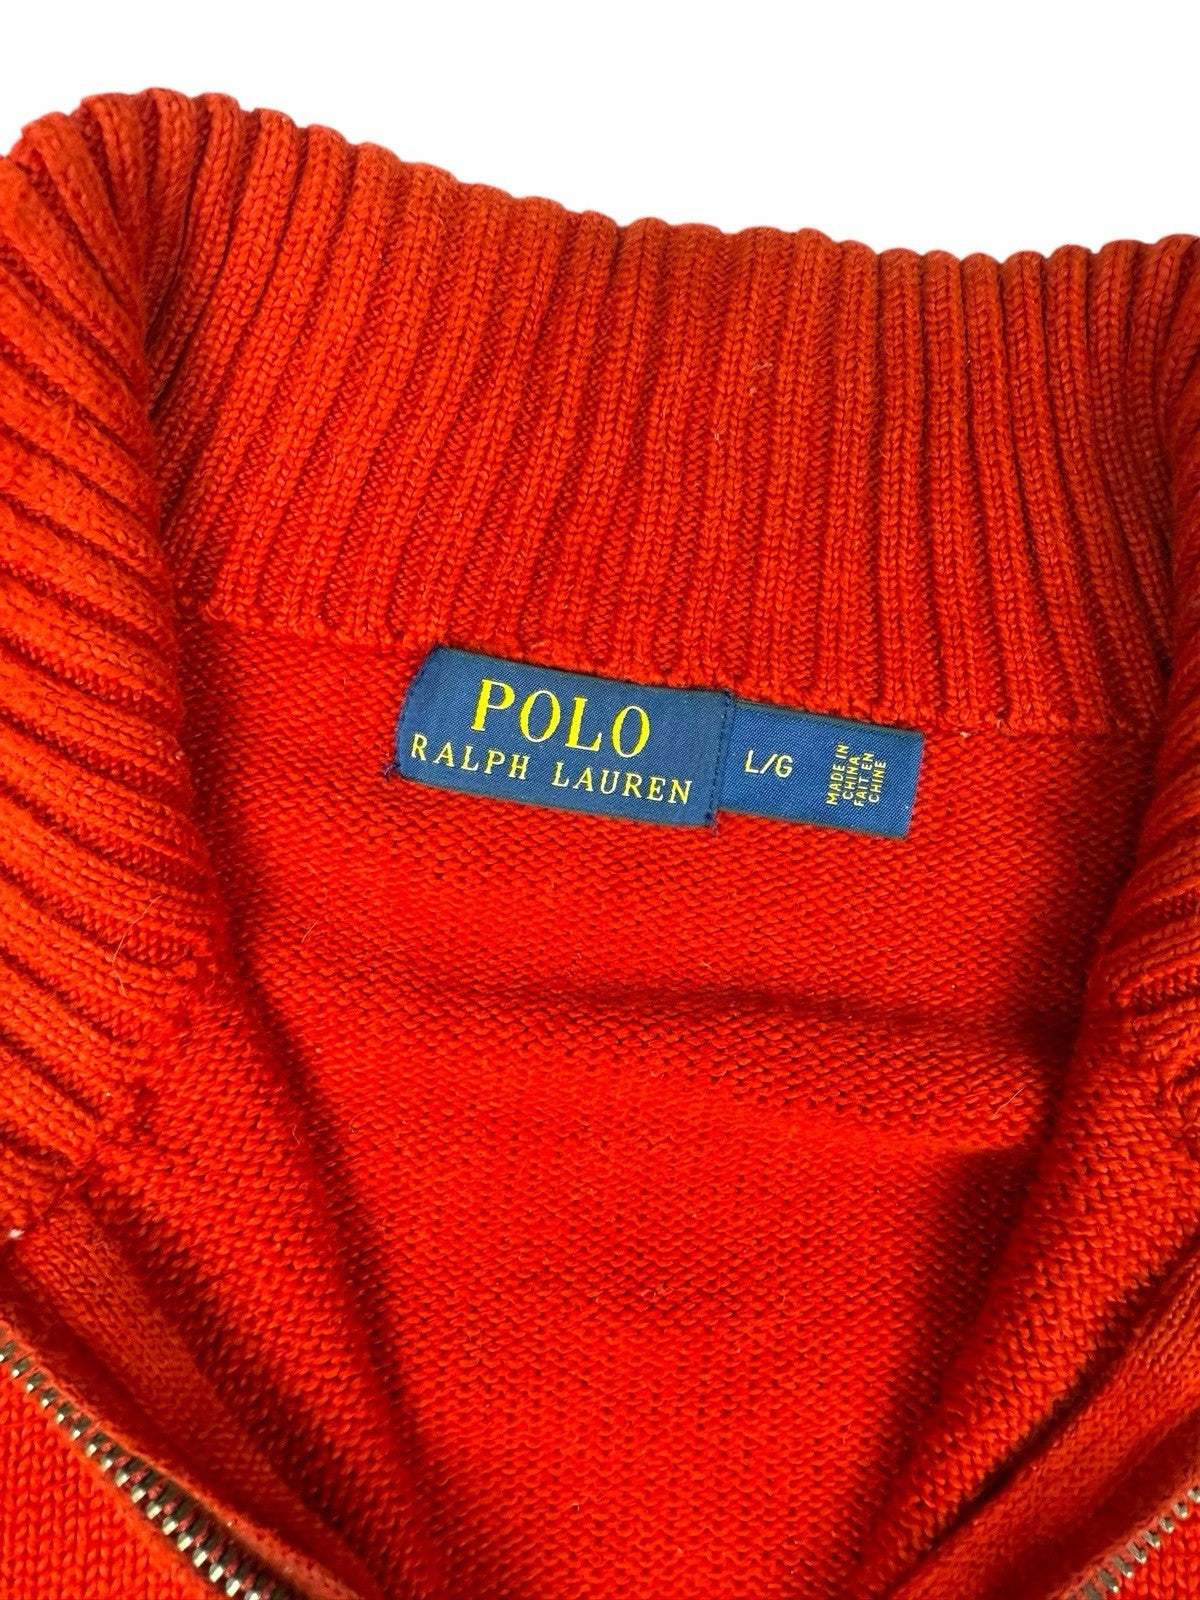 POLO
RALPH LAUREN
L/G
MADE IN
CHINA
FAIT EN
CHINE